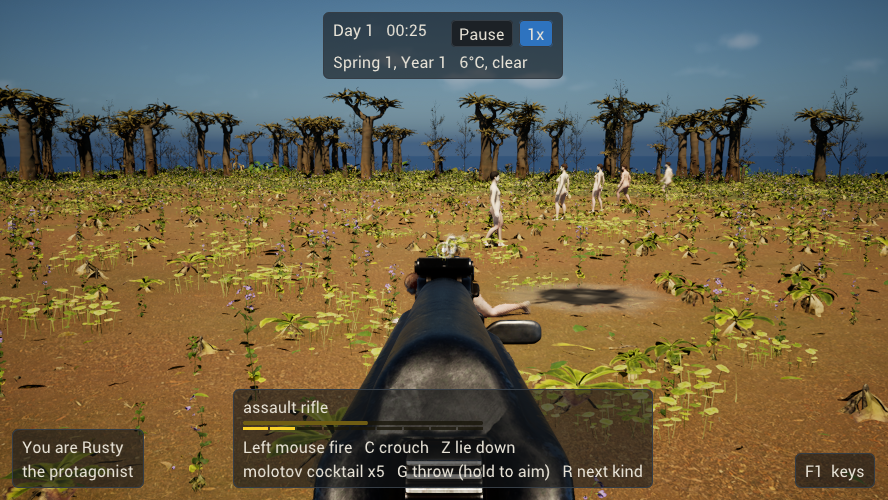 Day 1 00:25 Pause 1x
Spring 1, Year 1 6°C, clear
assault rifle
Left mouse fire C crouch Z lie down
molotov cocktail x5 G throw (hold to aim) R next kind
You are Rusty
the protagonist
F1 keys